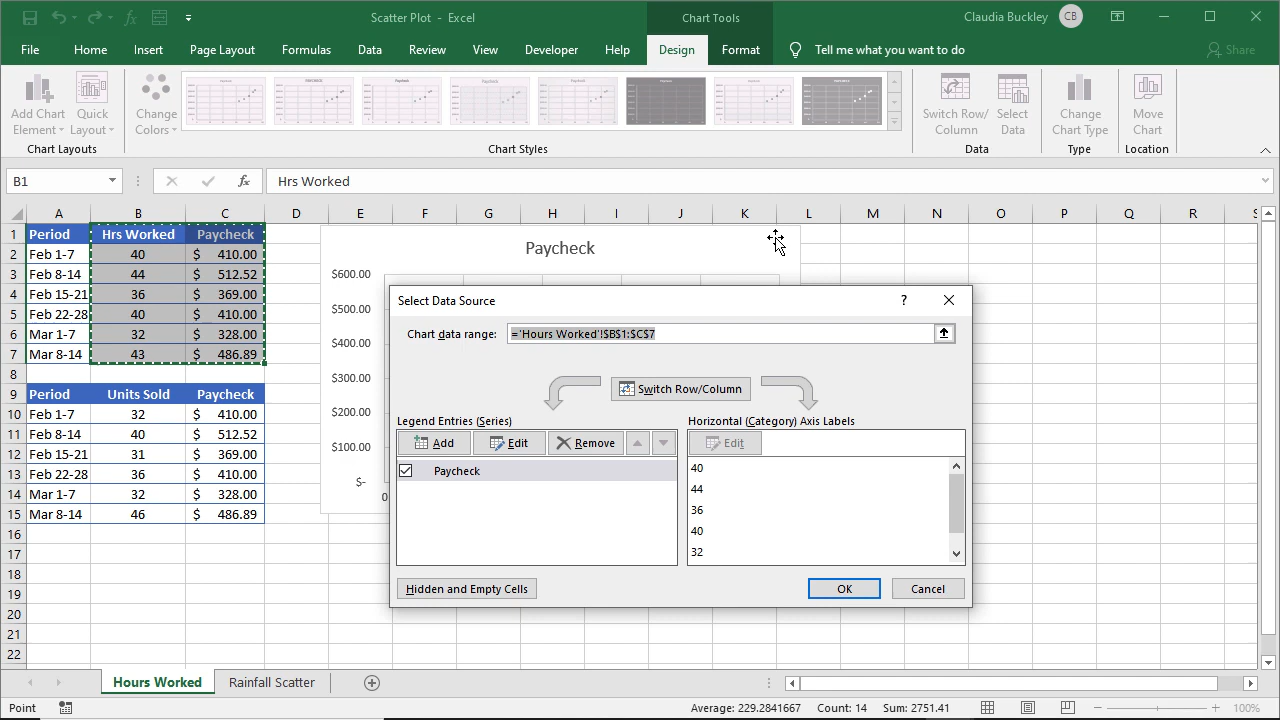 Scatter Plot - Excel
Chart Tools
Claudia Buckley
CB
File
Home
Insert
Page Layout
Formulas
Data
Review
View
Developer
Help
Design
Format
Tell me what you want to do
Share
Add Chart Element
Quick Layout
Change Colors
Switch Row/ Column
Select Data
Change Chart Type
Move Chart
Chart Layouts
Chart Styles
Data
Type
Location
B1
fx
Hrs Worked
A B C D E F G H I J K L M N O P Q R S
1 Period Hrs Worked Paycheck
2 Feb 1-7 40 $ 410.00
3 Feb 8-14 44 $ 512.52
4 Feb 15-21 36 $ 369.00
5 Feb 22-28 40 $ 410.00
6 Mar 1-7 32 $ 328.00
7 Mar 8-14 43 $ 486.89
8
9 Period Units Sold Paycheck
10 Feb 1-7 32 $ 410.00
11 Feb 8-14 40 $ 512.52
12 Feb 15-21 31 $ 369.00
13 Feb 22-28 36 $ 410.00
14 Mar 1-7 32 $ 328.00
15 Mar 8-14 46 $ 486.89
16
17
18
19
20
21
22
Paycheck
$600.00
$500.00
$400.00
$300.00
$200.00
$100.00
$-
0
Select Data Source
?
Chart data range: ='Hours Worked'!$B$1:$C$7
Switch Row/Column
Legend Entries (Series)
Add
Edit
Remove
Paycheck
Horizontal (Category) Axis Labels
Edit
40
44
36
40
32
Hidden and Empty Cells
OK
Cancel
Hours Worked
Rainfall Scatter
Point
Average: 229.2841667
Count: 14
Sum: 2751.41
100%